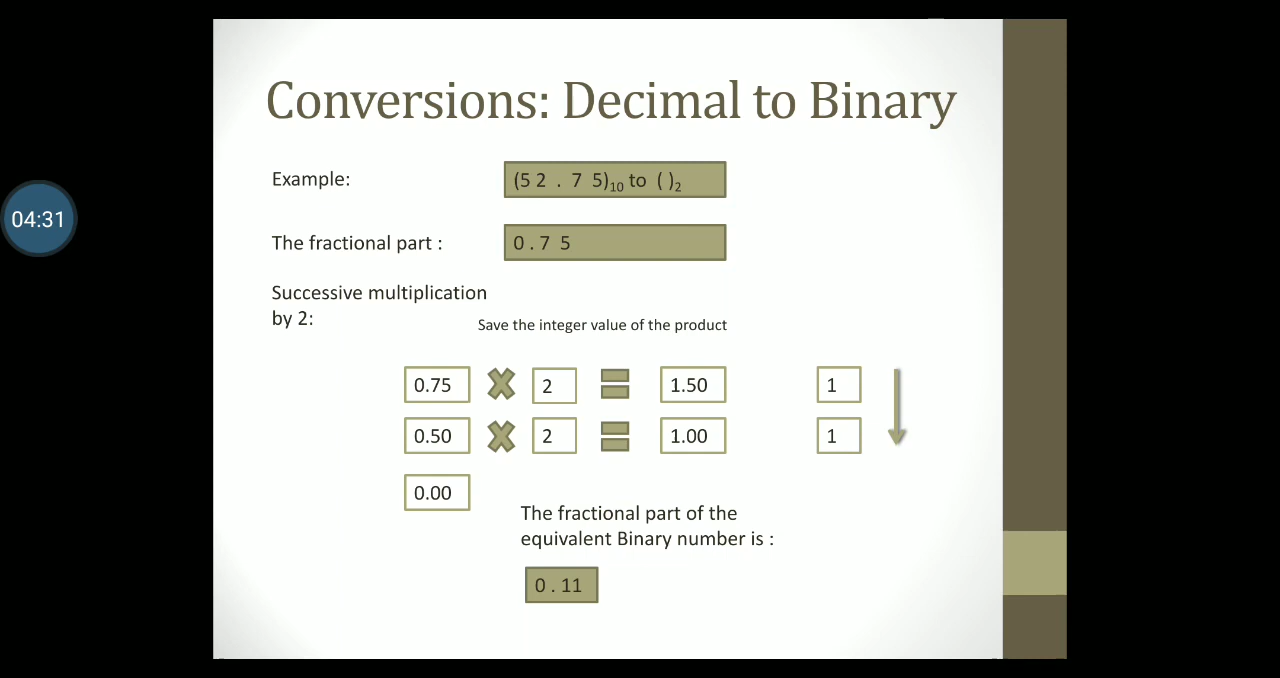 Conversions: Decimal to Binary
Example: (5 2 . 7 5)₁₀ to ( )₂
04:31
The fractional part : 0 . 7 5
Successive multiplication
by 2:
Save the integer value of the product
0.75 2 1.50 1
0.50 2 1.00 1
0.00
The fractional part of the
equivalent Binary number is :
0 . 11